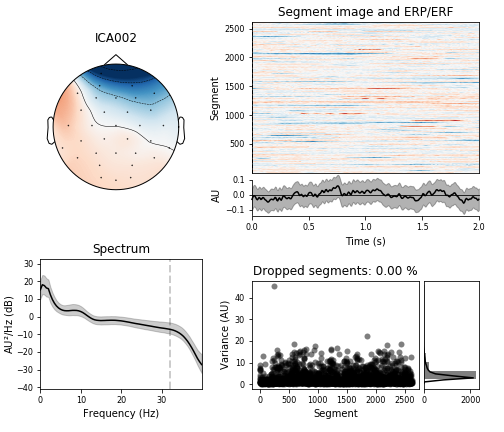 ICA002
Segment image and ERP/ERF
Segment
2500
2000
1500
1000
500
AU
0.1
0.0
−0.1
0.0 0.5 1.0 1.5 2.0
Time (s)
Spectrum
AU²/Hz (dB)
30
20
10
0
−10
−20
−30
−40
0 10 20 30
Frequency (Hz)
Dropped segments: 0.00 %
Variance (AU)
40
30
20
10
0
0 500 1000 1500 2000 2500
Segment
0 2000